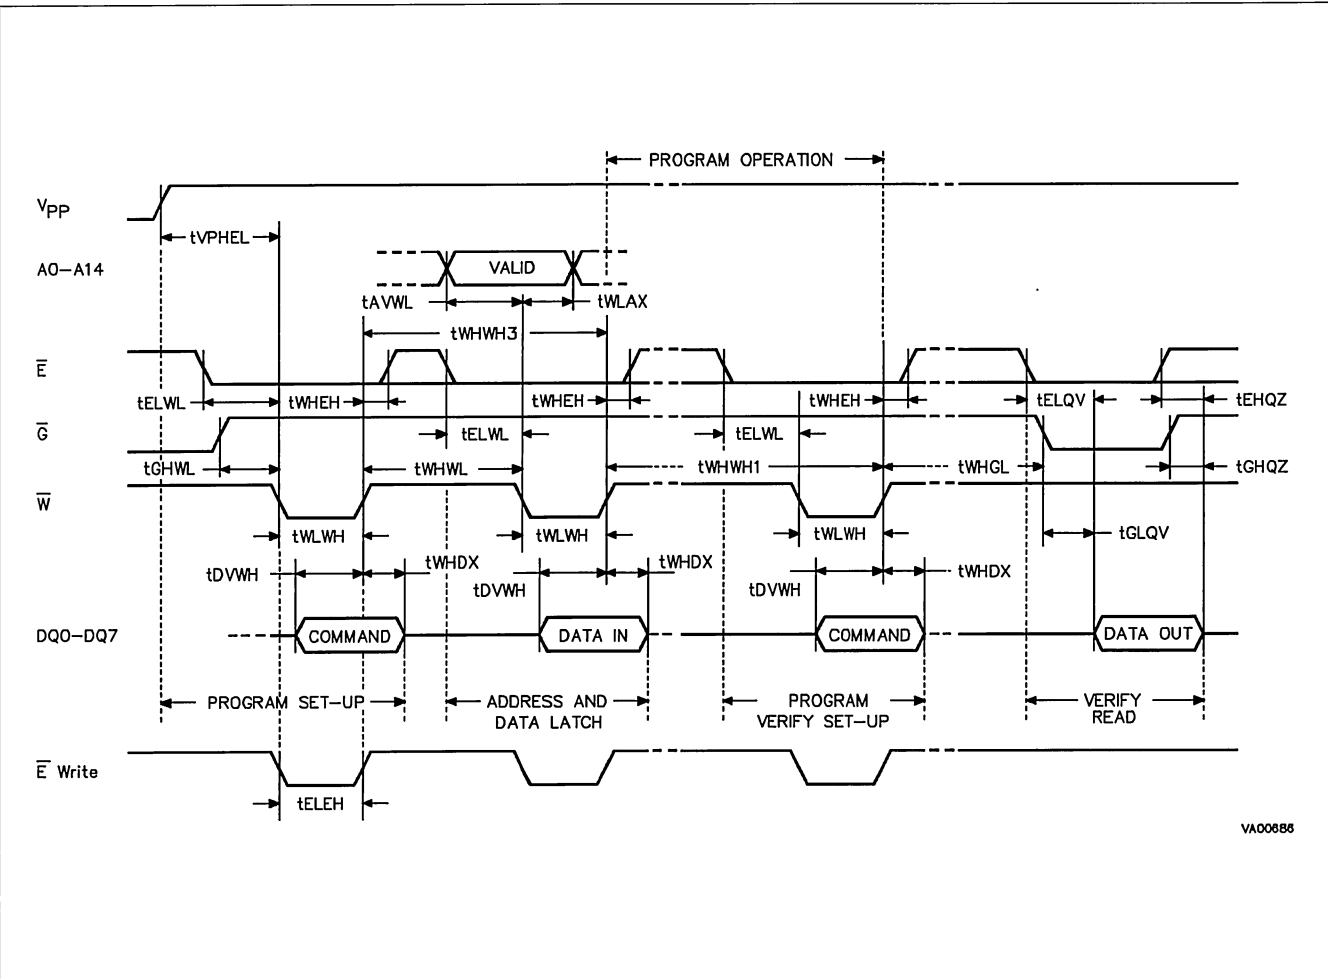 PROGRAM OPERATION
VPP
tVPHEL
A0-A14
VALID
tAVWL
tWLAX
tWHWH3
E
tELWL
tWHEH
tWHEH
tWHEH
tELQV
tEHQZ
G
tELWL
tELWL
tGHWL
tWHWL
tWHWH1
tWHGL
tGHQZ
W
tWLWH
tWLWH
tWLWH
tGLQV
tDVWH
tWHDX
tDVWH
tWHDX
tDVWH
tWHDX
DQ0-DQ7
COMMAND
DATA IN
COMMAND
DATA OUT
PROGRAM SET-UP
ADDRESS AND
DATA LATCH
PROGRAM
VERIFY SET-UP
VERIFY
READ
E Write
tELEH
VA00686